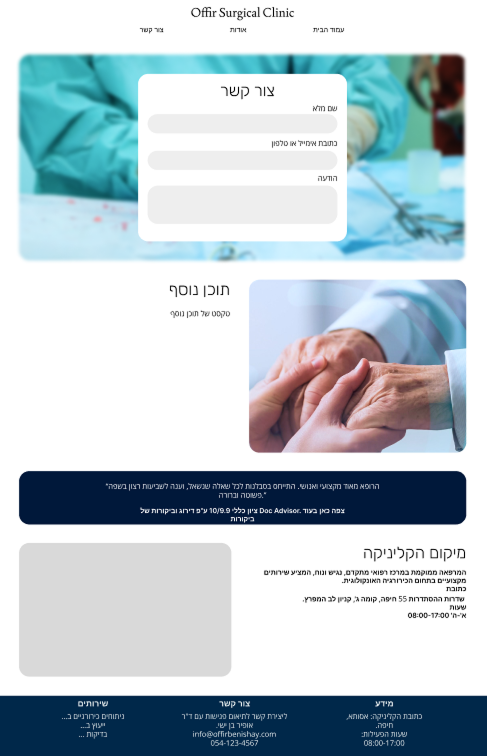 Offir Surgical Clinic
עמוד הבית
אודות
צור קשר
צור קשר
שם מלא
כתובת אימייל או טלפון
הודעה
תוכן נוסף
טקסט של תוכן נוסף
"הרופא מאוד מקצועי ואנושי. התייחס בסבלנות לכל שאלה שנשאל, וענה לשביעות רצון בשפה
פשוטה וברורה."
צפה כאן בעוד .Doc Advisor ציון כללי 10/9.9 ע"פ דירוג וביקורות של
ביקורות
מיקום הקליניקה
המרפאה ממוקמת במרכז רפואי מתקדם, נגיש ונוח, המציע שירותים
מקצועיים בתחום הכירורגיה האונקולוגית.
כתובת
שדרות ההסתדרות 55 חיפה, קומה ג', קניון לב המפרץ.
שעות
א'-ה' 08:00-17:00
מידע
כתובת הקליניקה: אסותא,
חיפה.
שעות הפעילות:
08:00-17:00
צור קשר
ליצירת קשר לתיאום פגישות עם ד"ר
אופיר בן ישי.
info@offirbenishay.com
054-123-4567
שירותים
ניתוחים כירורגיים ב...
ייעוץ ב...
בדיקות ...